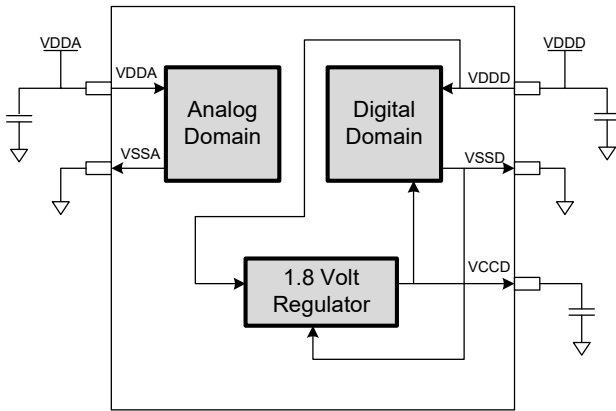 VDDA
VDDD
VDDA
Analog
Domain
Digital
Domain
VDDD
VSSA
VSSD
1.8 Volt
Regulator
VCCD